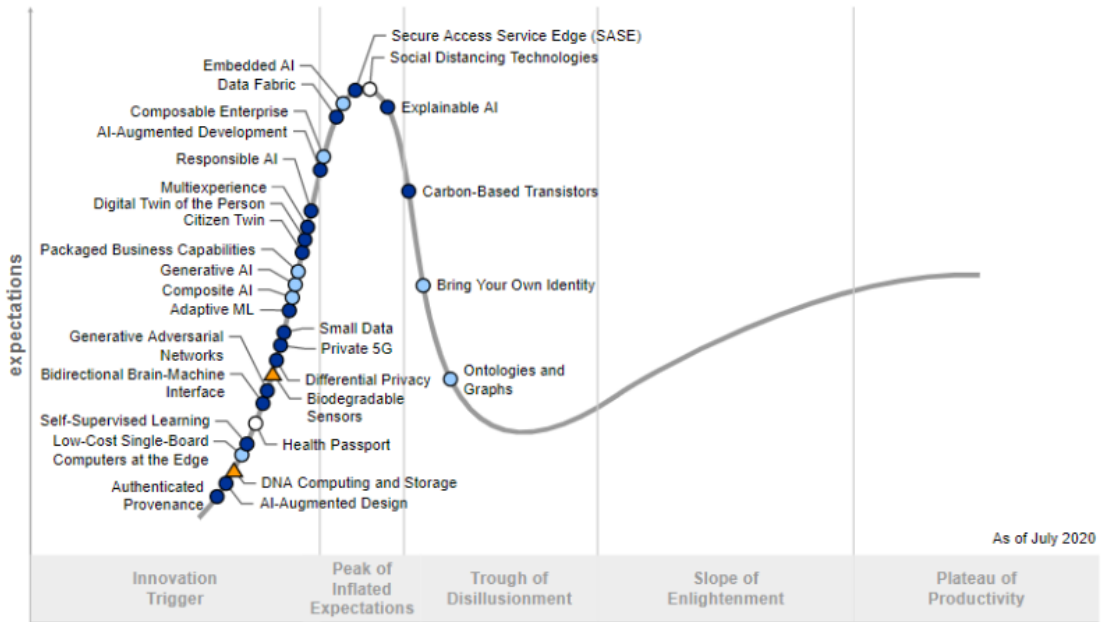 Secure Access Service Edge (SASE)
Social Distancing Technologies
Embedded AI
Data Fabric
Explainable AI
Composable Enterprise
AI-Augmented Development
Responsible AI
Multiexperience
Digital Twin of the Person
Citizen Twin
Carbon-Based Transistors
Packaged Business Capabilities
Generative AI
Composite AI
Adaptive ML
Bring Your Own Identity
Small Data
Private 5G
Generative Adversarial
Networks
Differential Privacy
Biodegradable
Sensors
Bidirectional Brain-Machine
Interface
Ontologies and
Graphs
Self-Supervised Learning
Health Passport
Low-Cost Single-Board
Computers at the Edge
DNA Computing and Storage
Authenticated
Provenance
AI-Augmented Design
expectations
As of July 2020
Innovation
Trigger
Peak of
Inflated
Expectations
Trough of
Disillusionment
Slope of
Enlightenment
Plateau of
Productivity